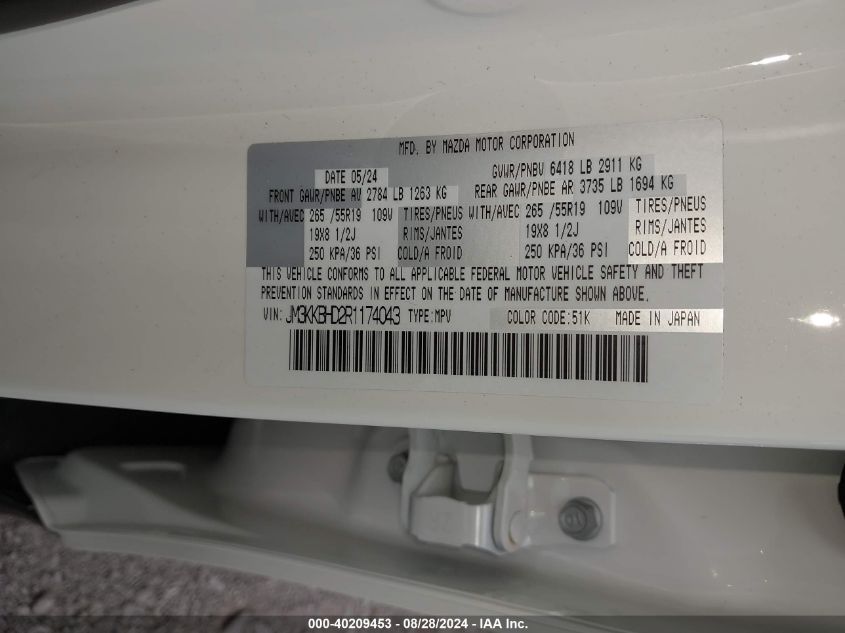 MFD. BY MAZDA MOTOR CORPORATION
DATE 05/24 GVWR/PNBV 6418 LB 2911 KG
FRONT GAWR/PNBE AV 2784 LB 1263 KG REAR GAWR/PNBE AR 3735 LB 1694 KG
WITH/AVEC 265 /55R19 109V TIRES/PNEUS WITH/AVEC 265 /55R19 109V TIRES/PNEUS
19X8 1/2J RIMS/JANTES 19X8 1/2J RIMS/JANTES
250 KPA/36 PSI COLD/A FROID 250 KPA/36 PSI COLD/A FROID
THIS VEHICLE CONFORMS TO ALL APPLICABLE FEDERAL MOTOR VEHICLE SAFETY AND THEFT
PREVENTION STANDARDS IN EFFECT ON THE DATE OF MANUFACTURE SHOWN ABOVE.
VIN: JM3KKBHD2R1174043 TYPE:MPV COLOR CODE:51K MADE IN JAPAN
000-40209453 - 08/28/2024 - IAA Inc.